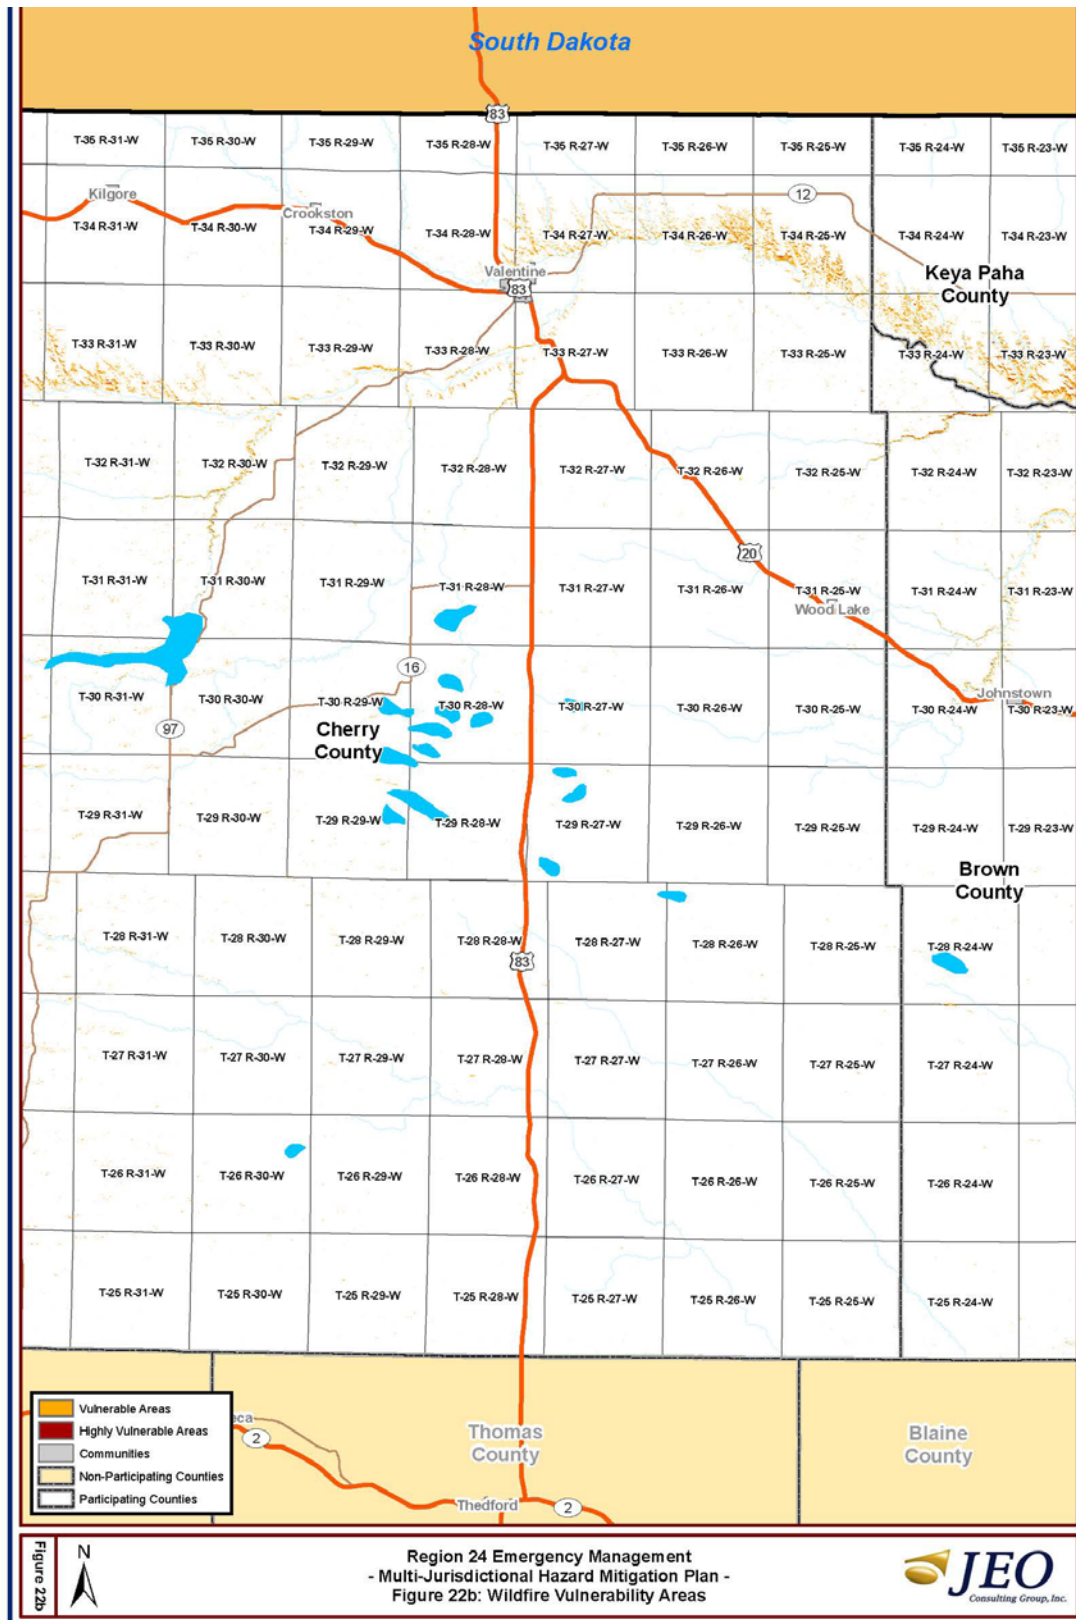 South Dakota
83
T-35 R-31-W T-35 R-30-W T-35 R-29-W T-35 R-28-W T-35 R-27-W T-35 R-26-W T-35 R-25-W T-35 R-24-W T-35 R-23-W
Kilgore
12
Crookston
T-34 R-31-W T-34 R-30-W T-34 R-29-W T-34 R-28-W T-34 R-27-W T-34 R-26-W T-34 R-25-W T-34 R-24-W T-34 R-23-W
Valentine
83
Keya Paha
County
T-33 R-31-W T-33 R-30-W T-33 R-29-W T-33 R-28-W T-33 R-27-W T-33 R-26-W T-33 R-25-W T-33 R-24-W T-33 R-23-W
T-32 R-31-W T-32 R-30-W T-32 R-29-W T-32 R-28-W T-32 R-27-W T-32 R-26-W T-32 R-25-W T-32 R-24-W T-32 R-23-W
20
T-31 R-31-W T-31 R-30-W T-31 R-29-W T-31 R-28-W T-31 R-27-W T-31 R-26-W T-31 R-25-W T-31 R-24-W T-31 R-23-W
Wood Lake
16
Johnstown
T-30 R-31-W T-30 R-30-W T-30 R-29-W T-30 R-28-W T-30 R-27-W T-30 R-26-W T-30 R-25-W T-30 R-24-W T-30 R-23-W
97
Cherry
County
T-29 R-31-W T-29 R-30-W T-29 R-29-W T-29 R-28-W T-29 R-27-W T-29 R-26-W T-29 R-25-W T-29 R-24-W T-29 R-23-W
Brown
County
T-28 R-31-W T-28 R-30-W T-28 R-29-W T-28 R-28-W T-28 R-27-W T-28 R-26-W T-28 R-25-W T-28 R-24-W
83
T-27 R-31-W T-27 R-30-W T-27 R-29-W T-27 R-28-W T-27 R-27-W T-27 R-26-W T-27 R-25-W T-27 R-24-W
T-26 R-31-W T-26 R-30-W T-26 R-29-W T-26 R-28-W T-26 R-27-W T-26 R-26-W T-26 R-25-W T-26 R-24-W
T-25 R-31-W T-25 R-30-W T-25 R-29-W T-25 R-28-W T-25 R-27-W T-25 R-26-W T-25 R-25-W T-25 R-24-W
Vulnerable Areas
Highly Vulnerable Areas
Communities
Non-Participating Counties
Participating Counties
eca
2
Thomas
County
Blaine
County
Thedford
2
Figure 22b
N
Region 24 Emergency Management
- Multi-Jurisdictional Hazard Mitigation Plan -
Figure 22b: Wildfire Vulnerability Areas
JEO
Consulting Group, Inc.